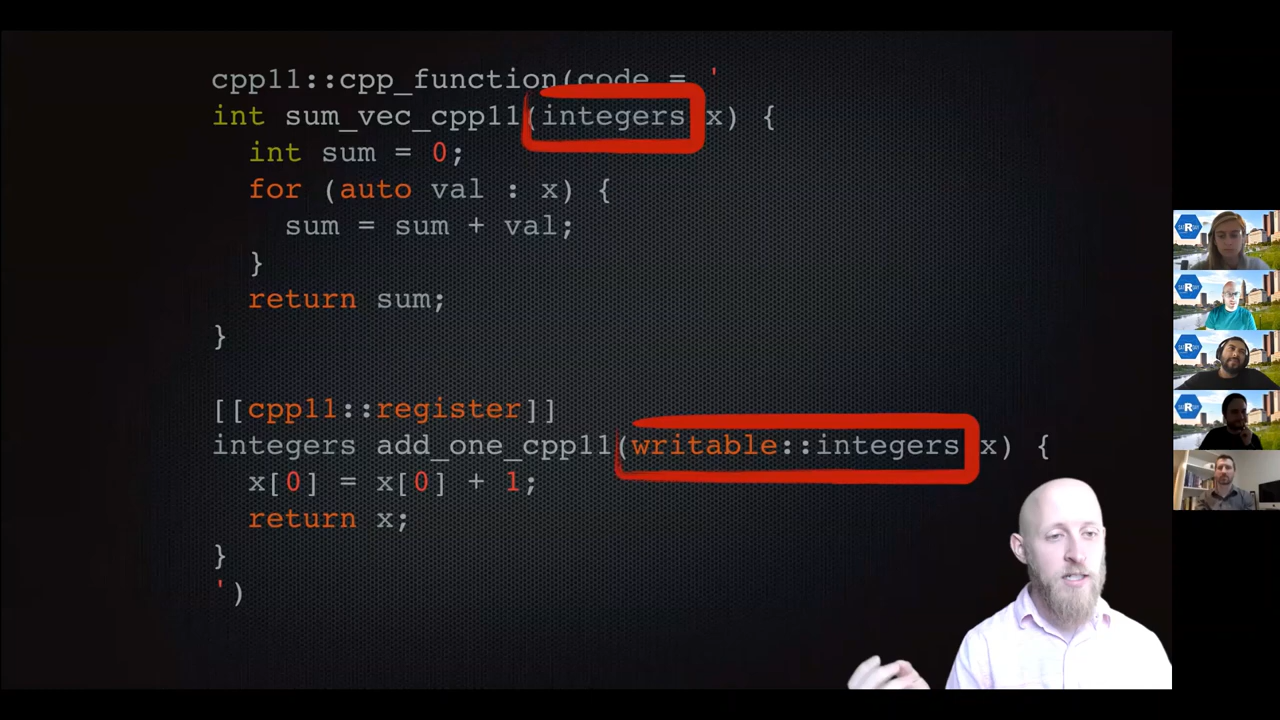 cpp11::cpp_function(code = '
int sum_vec_cpp11(integers x) {
  int sum = 0;
  for (auto val : x) {
    sum = sum + val;
  }
  return sum;
}
[[cpp11::register]]
integers add_one_cpp11(writable::integers x) {
  x[0] = x[0] + 1;
  return x;
}
')
R
R
R
R